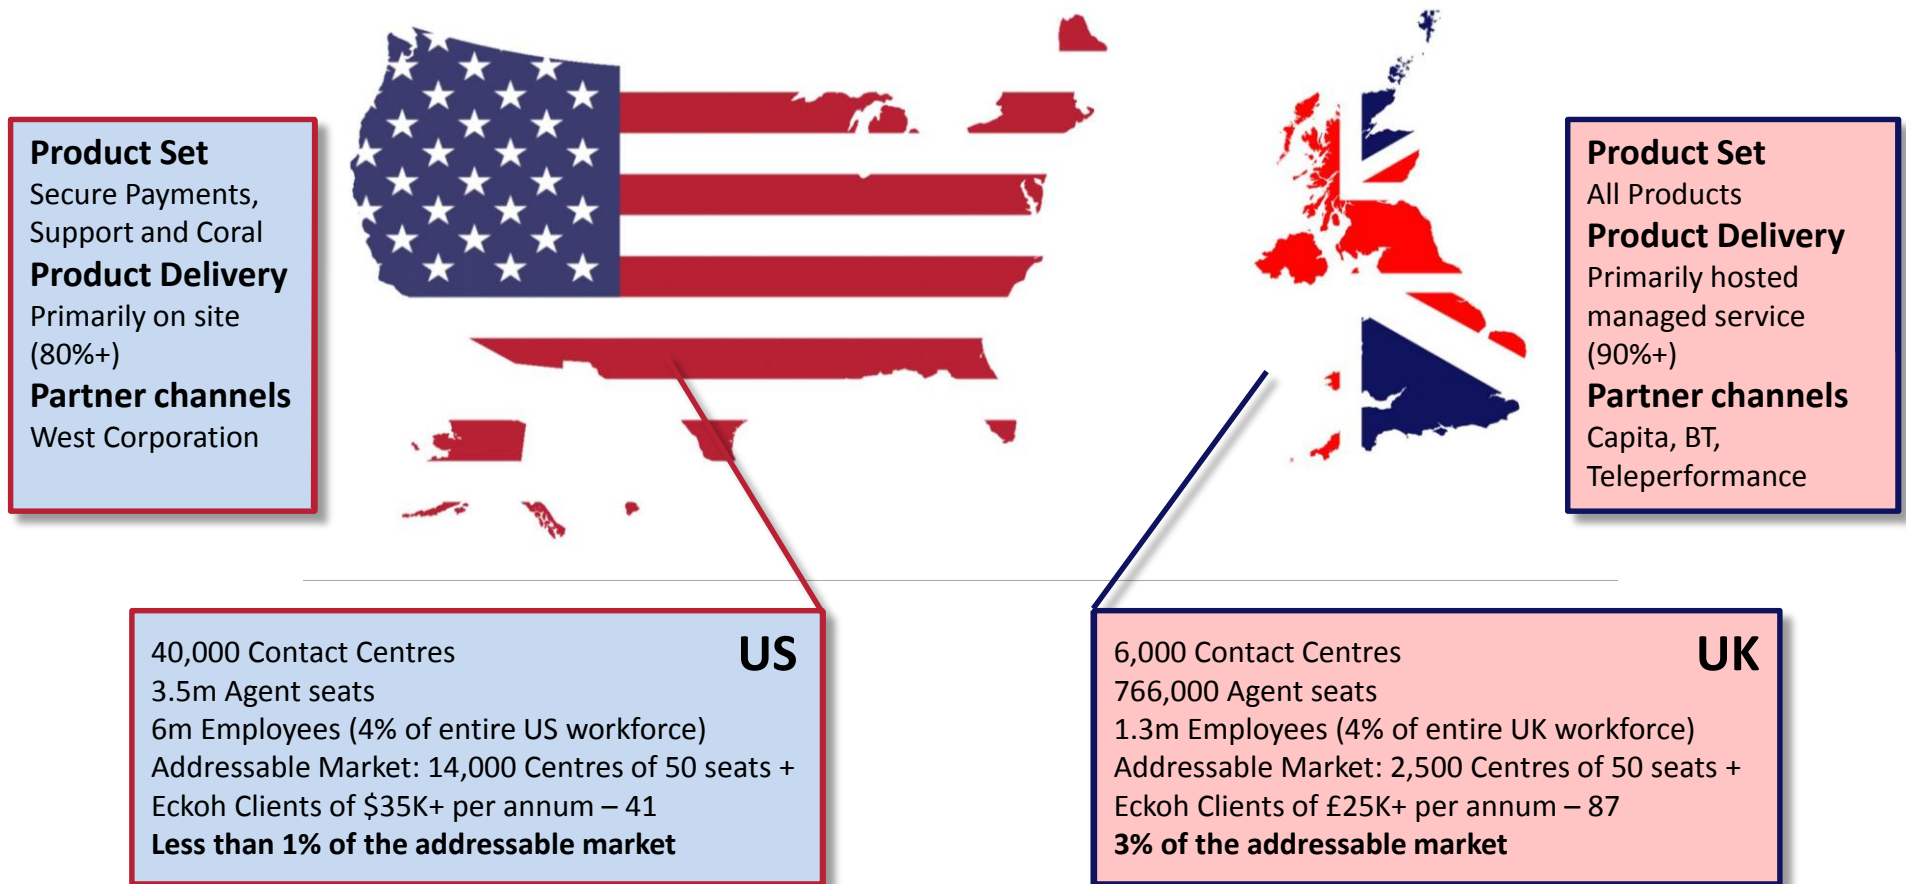 Product Set
Secure Payments,
Support and Coral
Product Delivery
Primarily on site
(80%+)
Partner channels
West Corporation
Product Set
All Products
Product Delivery
Primarily hosted
managed service
(90%+)
Partner channels
Capita, BT,
Teleperformance
US
40,000 Contact Centres
3.5m Agent seats
6m Employees (4% of entire US workforce)
Addressable Market: 14,000 Centres of 50 seats +
Eckoh Clients of $35K+ per annum – 41
Less than 1% of the addressable market
UK
6,000 Contact Centres
766,000 Agent seats
1.3m Employees (4% of entire UK workforce)
Addressable Market: 2,500 Centres of 50 seats +
Eckoh Clients of £25K+ per annum – 87
3% of the addressable market